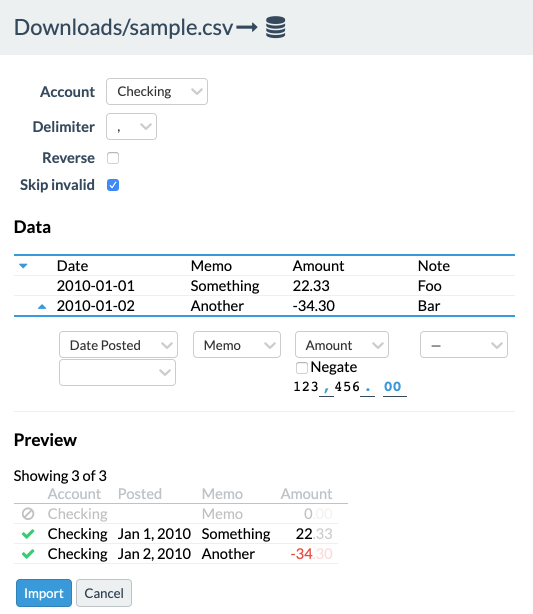 Downloads/sample.csv
Account Checking
Delimiter ,
Reverse
Skip invalid
Data
Date Memo Amount Note
2010-01-01 Something 22.33 Foo
2010-01-02 Another -34.30 Bar
Date Posted Memo Amount —
Negate
123,456. 00
Preview
Showing 3 of 3
Account Posted Memo Amount
Checking Memo 0.00
Checking Jan 1, 2010 Something 22.33
Checking Jan 2, 2010 Another -34.30
Import Cancel